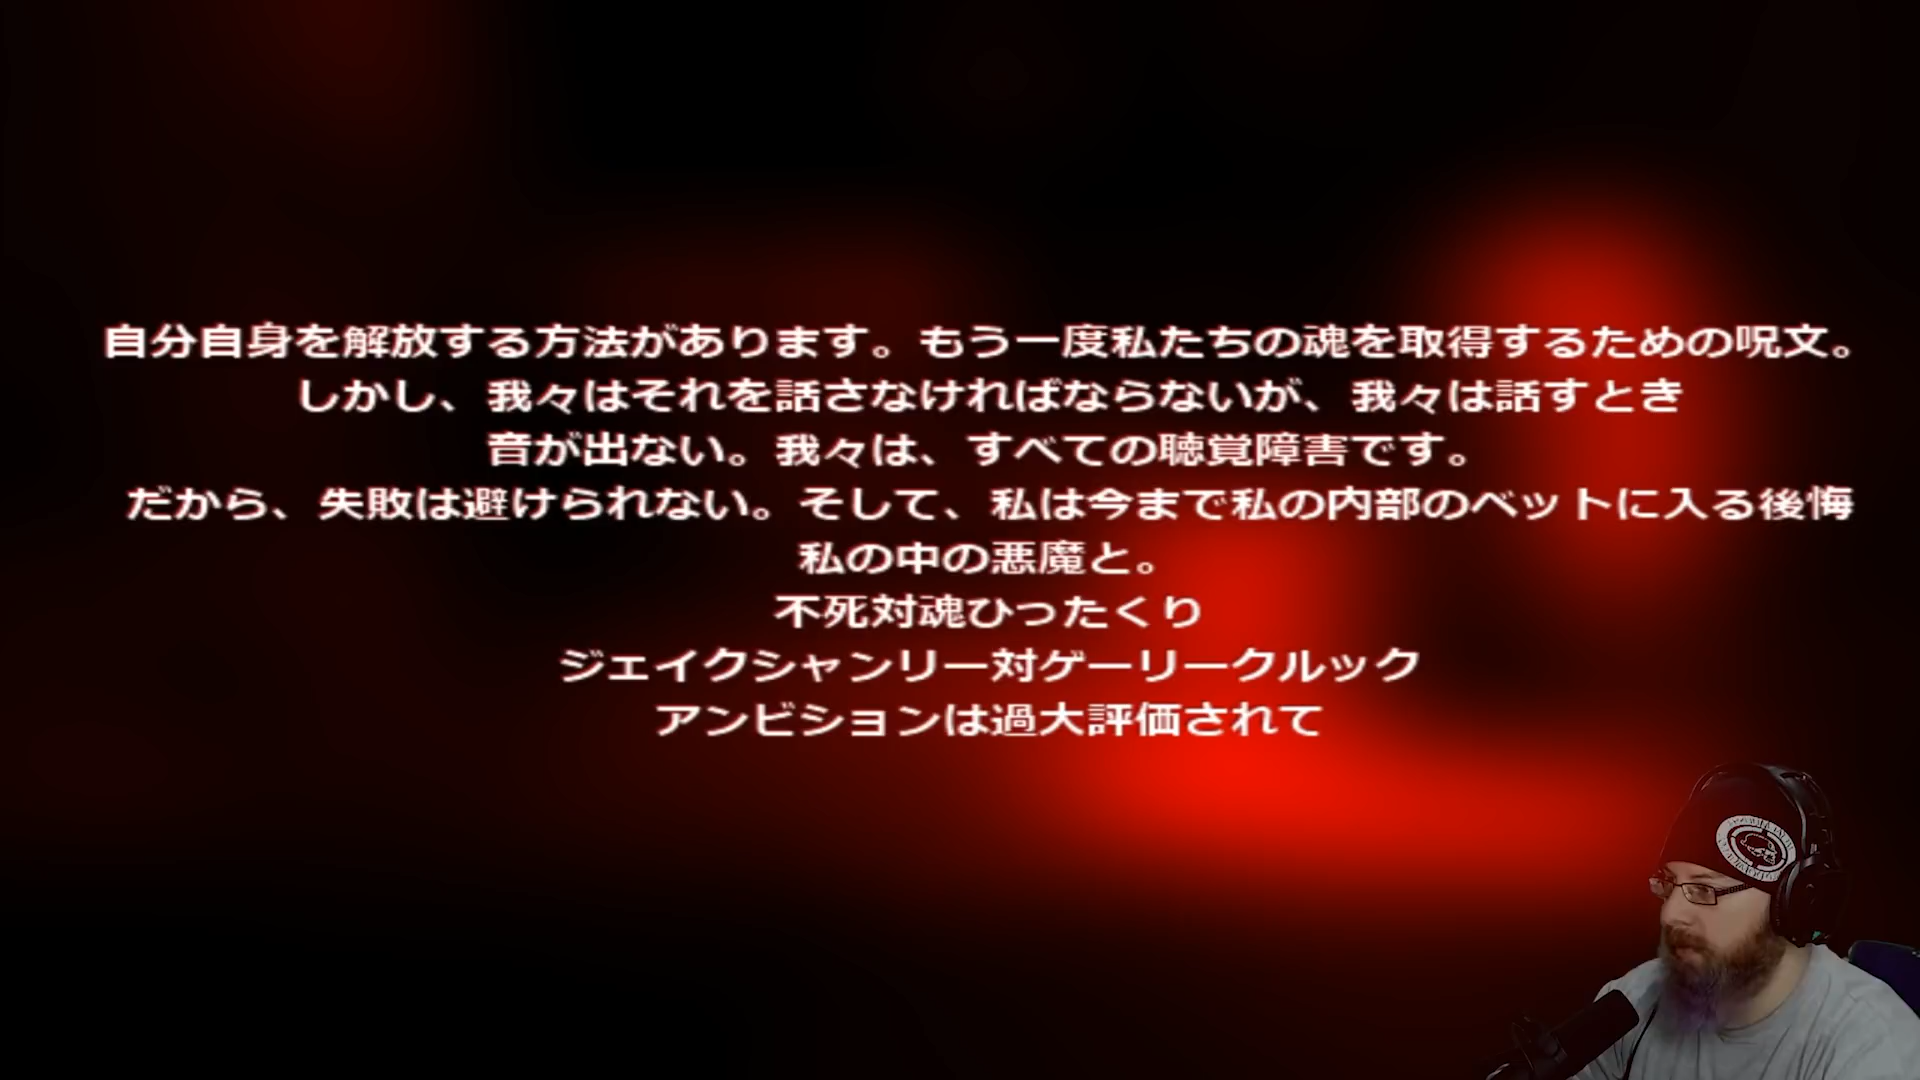 自分自身を解放する方法があります。もう一度私たちの魂を取得するための呪文。
しかし、我々はそれを話さなければならないが、我々は話すとき
音が出ない。我々は、すべての聴覚障害です。
だから、失敗は避けられない。そして、私は今まで私の内部のベットに入る後悔
私の中の悪魔と。
不死対魂ひったくり
ジェイクシャンリー対ゲーリークルック
アンビションは過大評価されて